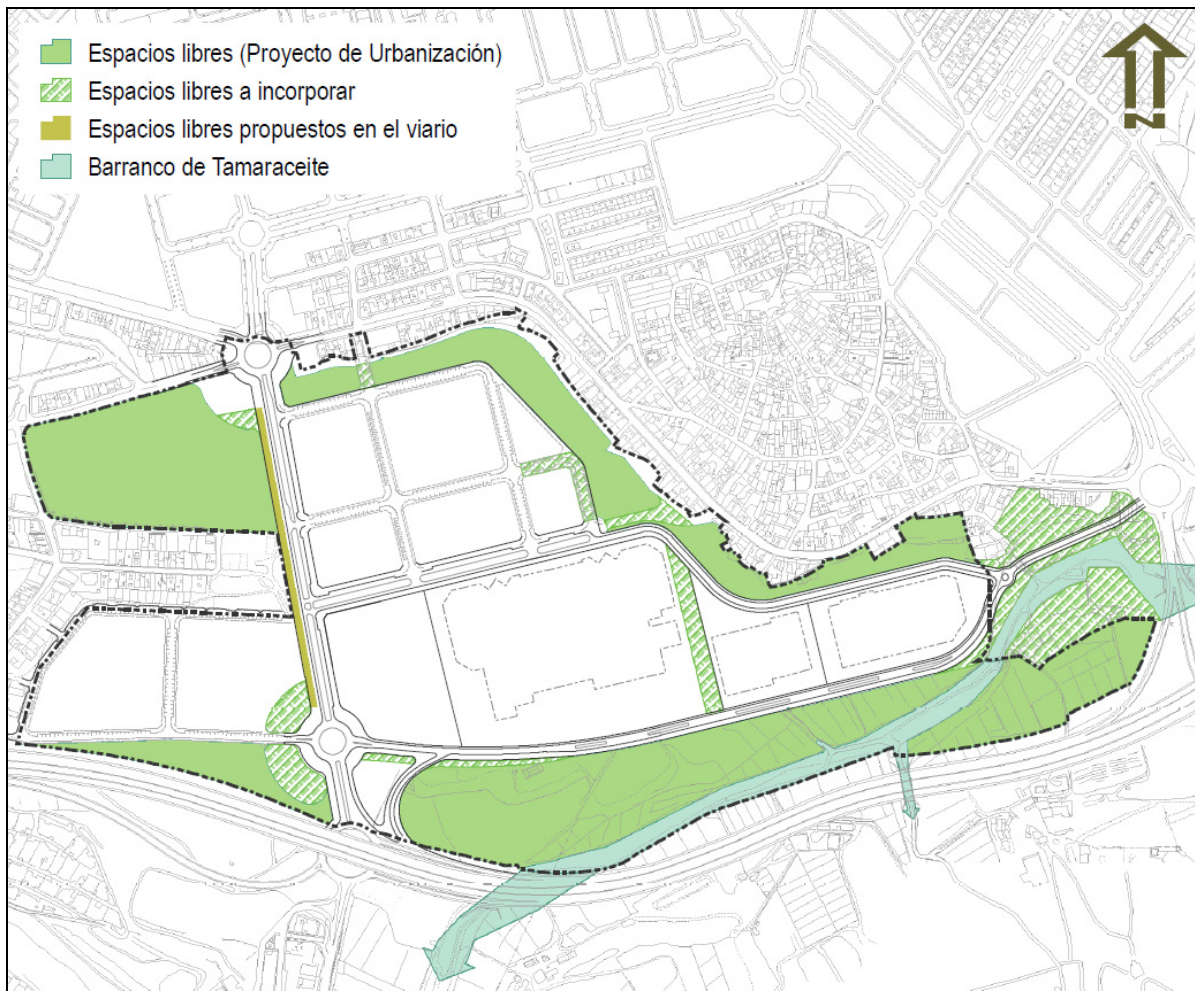 Espacios libres (Proyecto de Urbanización)
Espacios libres a incorporar
Espacios libres propuestos en el viario
Barranco de Tamaraceite
N